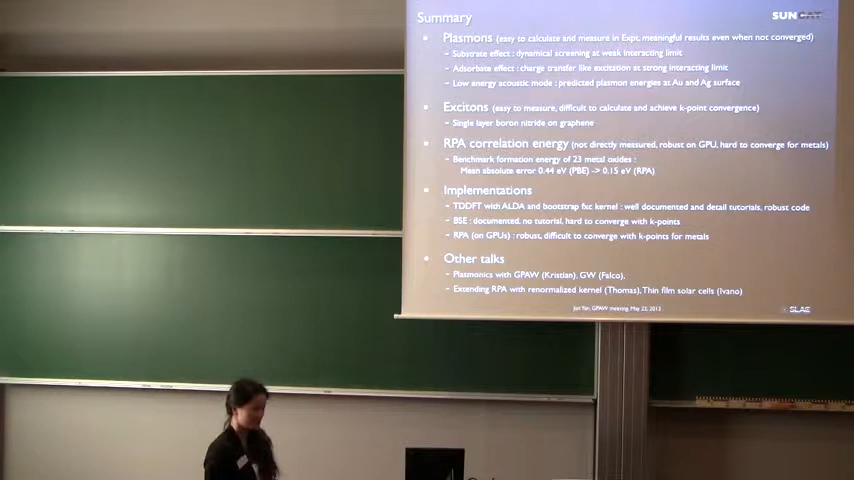 Summary
SUNCAT
• Plasmons (easy to calculate and measure in Expt, meaningful results even when not converged)
– Substrate effect : dynamical screening at weak interacting limit
– Adsorbate effect : charge transfer like excitation at strong interacting limit
– Low energy acoustic mode : predicted plasmon energies at Au and Ag surface
• Excitons (easy to measure, difficult to calculate and achieve k-point convergence)
– Single layer boron nitride on graphene
• RPA correlation energy (not directly measured, robust on GPU, hard to converge for metals)
– Benchmark formation energy of 23 metal oxides :
Mean absolute error 0.44 eV (PBE) -> 0.15 eV (RPA)
• Implementations
– TDDFT with ALDA and bootstrap fxc kernel : well documented and detail tutorials, robust code
– BSE : documented, no tutorial, hard to converge with k-points
– RPA (on GPUs) : robust, difficult to converge with k-points for metals
• Other talks
– Plasmonics with GPAW (Kristian), GW (Falco),
– Extending RPA with renormalized kernel (Thomas), Thin film solar cells (Ivano)
Jun Yan, GPAW meeting, May 23, 2013
SLAC